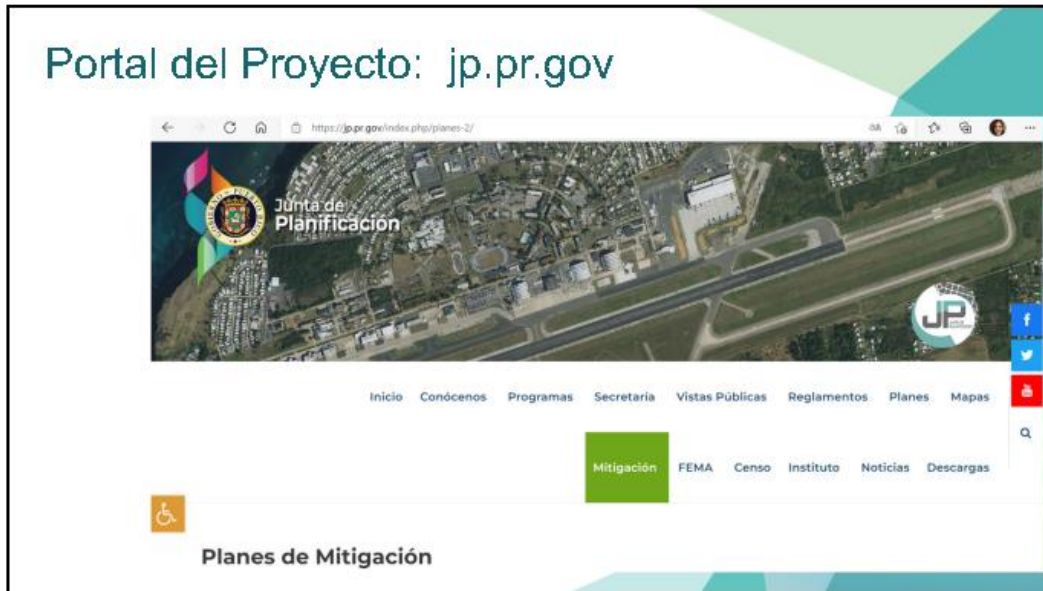 Portal del Proyecto: jp.pr.gov
https://jp.pr.gov/index.php/planes-2/
Junta de
Planificación
JP
Inicio Conócenos Programas Secretaria Vistas Públicas Reglamentos Planes Mapas
Mitigación FEMA Censo Instituto Noticias Descargas
Planes de Mitigación